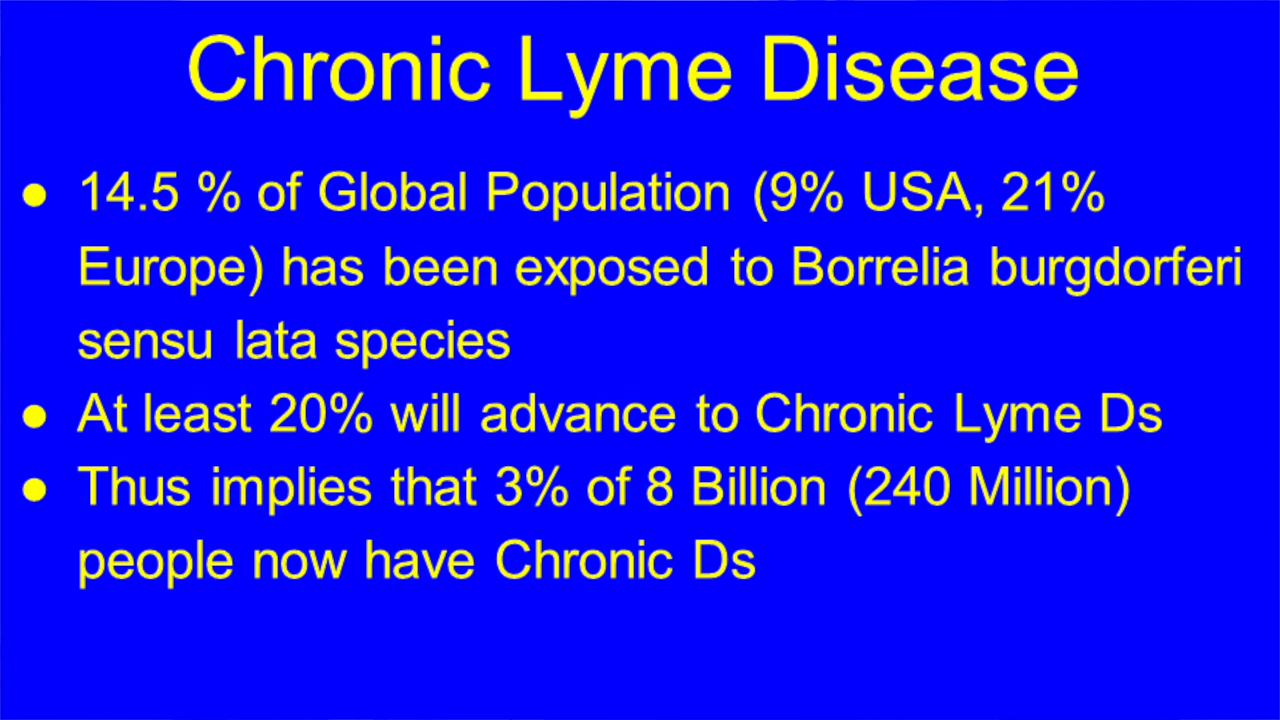 Chronic Lyme Disease
● 14.5 % of Global Population (9% USA, 21%
Europe) has been exposed to Borrelia burgdorferi
sensu lata species
● At least 20% will advance to Chronic Lyme Ds
● Thus implies that 3% of 8 Billion (240 Million)
people now have Chronic Ds